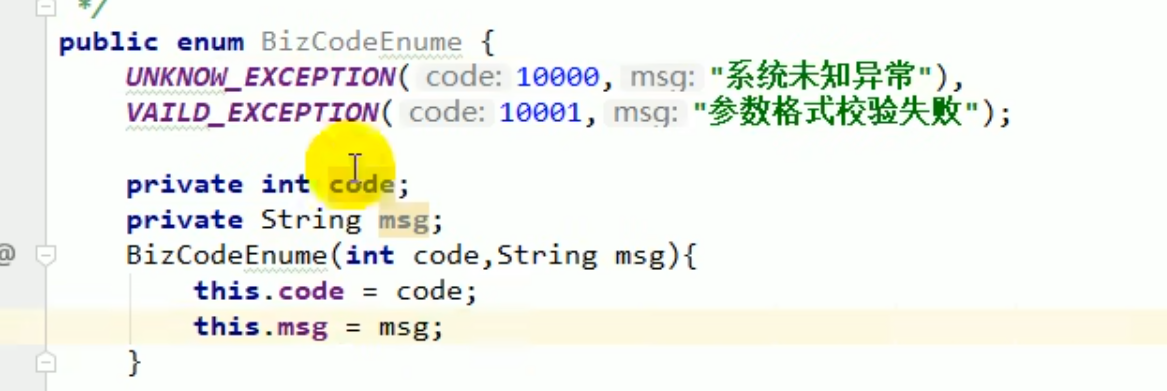 */
public enum BizCodeEnume {
UNKNOW_EXCEPTION( code: 10000, msg: "系统未知异常"),
VAILD_EXCEPTION( code: 10001, msg: "参数格式校验失败");
private int code;
private String msg;
@ BizCodeEnume(int code,String msg){
this.code = code;
this.msg = msg;
}